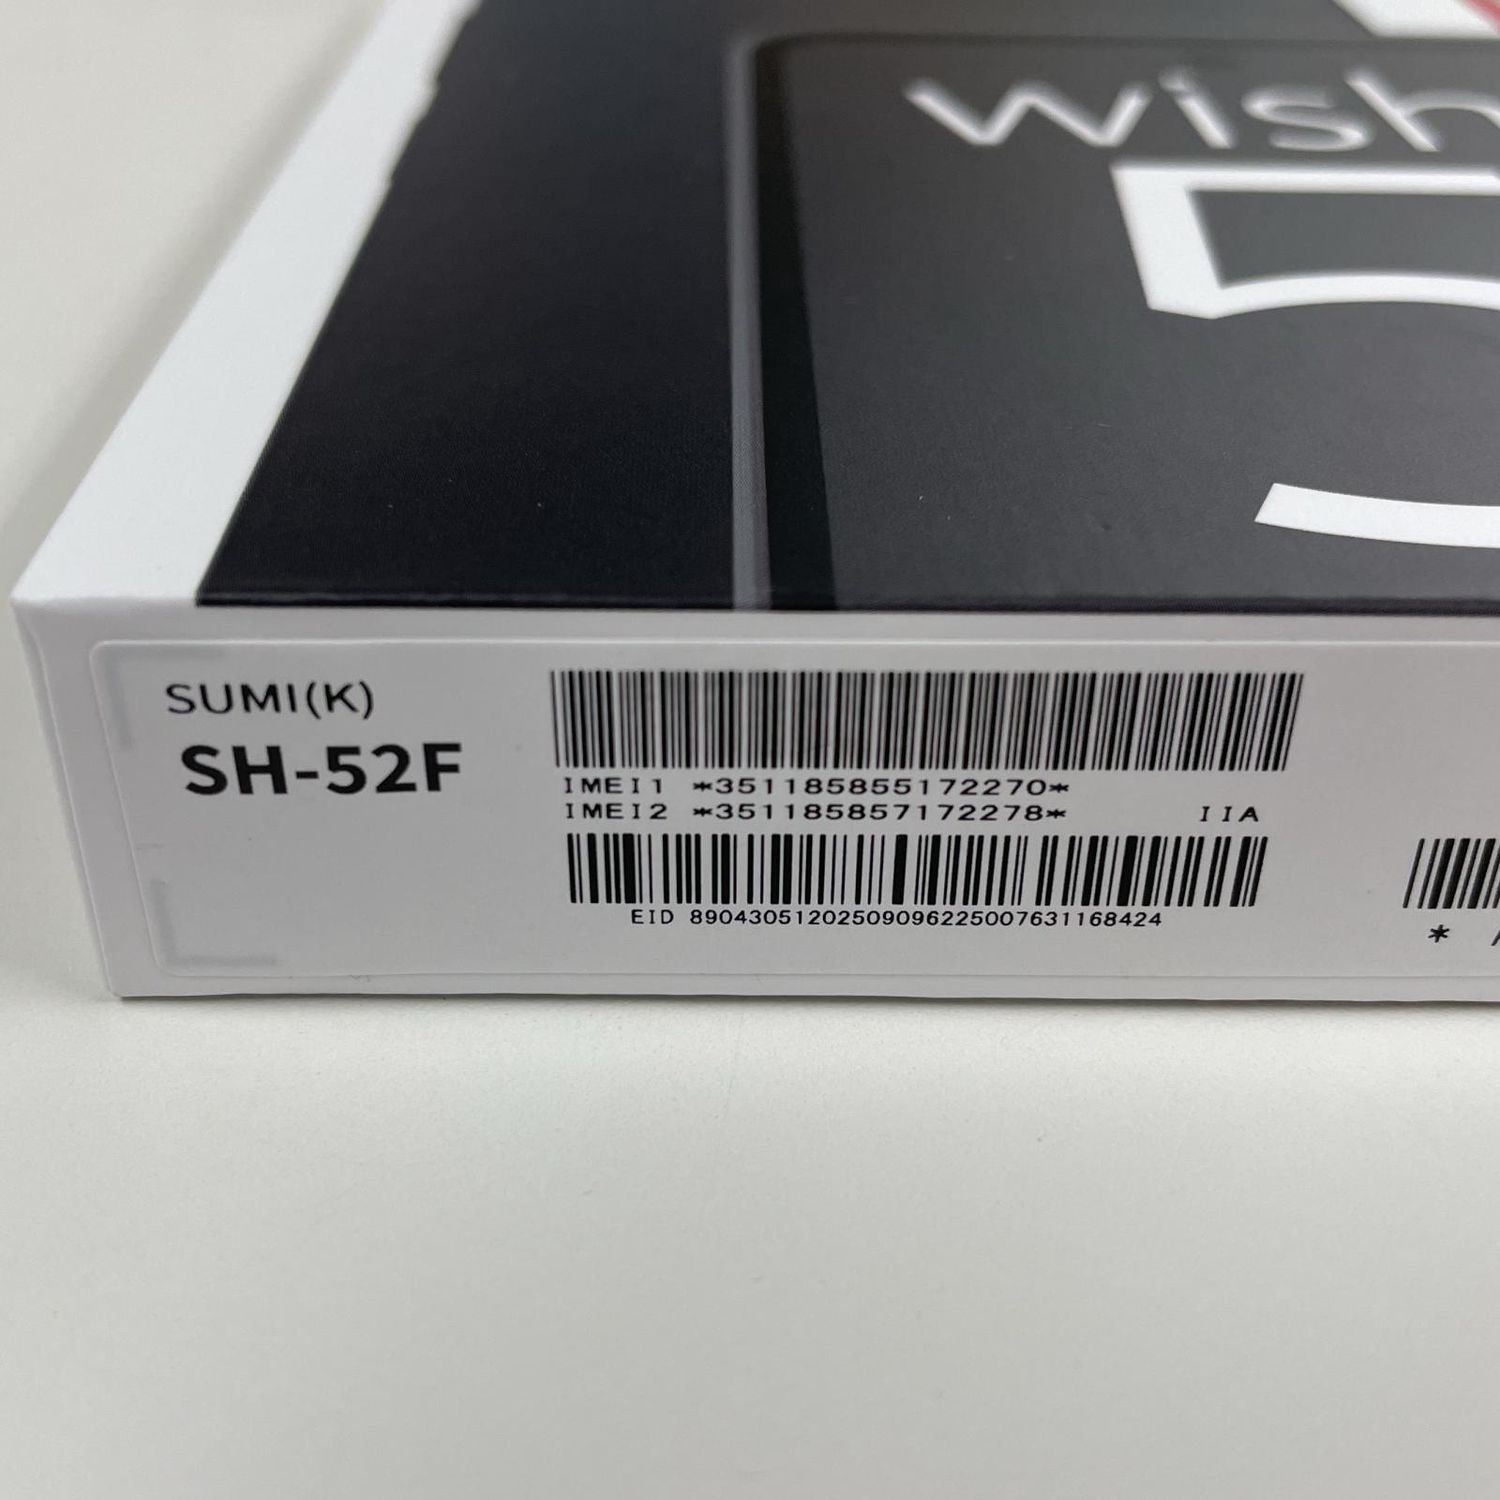 wish
5
SUMI(K)
SH-52F
IMEI1 *351185855172270*
IMEI2 *351185857172278* IIA
EID 89043051202509096225007631168424
*